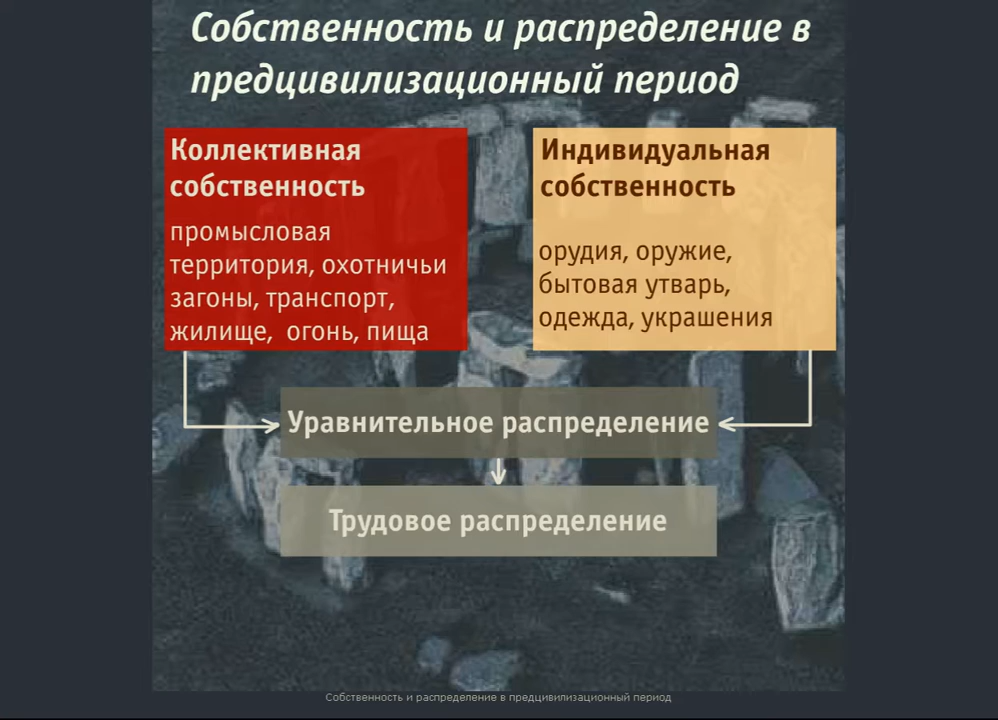 Собственность и распределение в
предцивилизационный период
Коллективная
собственность
промысловая
территория, охотничьи
загоны, транспорт,
жилище, огонь, пища
Индивидуальная
собственность
орудия, оружие,
бытовая утварь,
одежда, украшения
Уравнительное распределение
Трудовое распределение
Собственность и распределение в предцивилизационный период